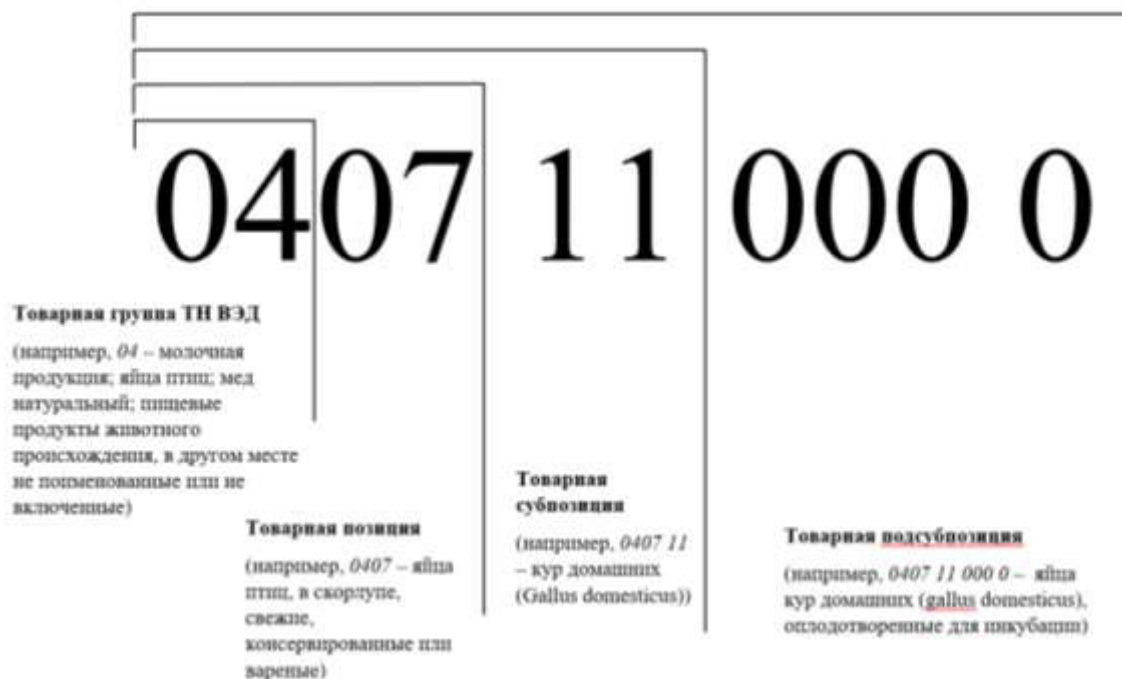 0407 11 000 0
Товарная группа ТН ВЭД
(например, 04 – молочная
продукция; яйца птиц; мед
натуральный; пищевые
продукты животного
происхождения, в другом месте
не поименованные или не
включенные)
Товарная позиция
(например, 0407 – яйца
птиц, в скорлупе,
свежие,
консервированные или
вареные)
Товарная
субпозиция
(например, 0407 11
– кур домашних
(Gallus domesticus))
Товарная подсубпозиция
(например, 0407 11 000 0 – яйца
кур домашних (gallus domesticus),
оплодотворенные для инкубации)